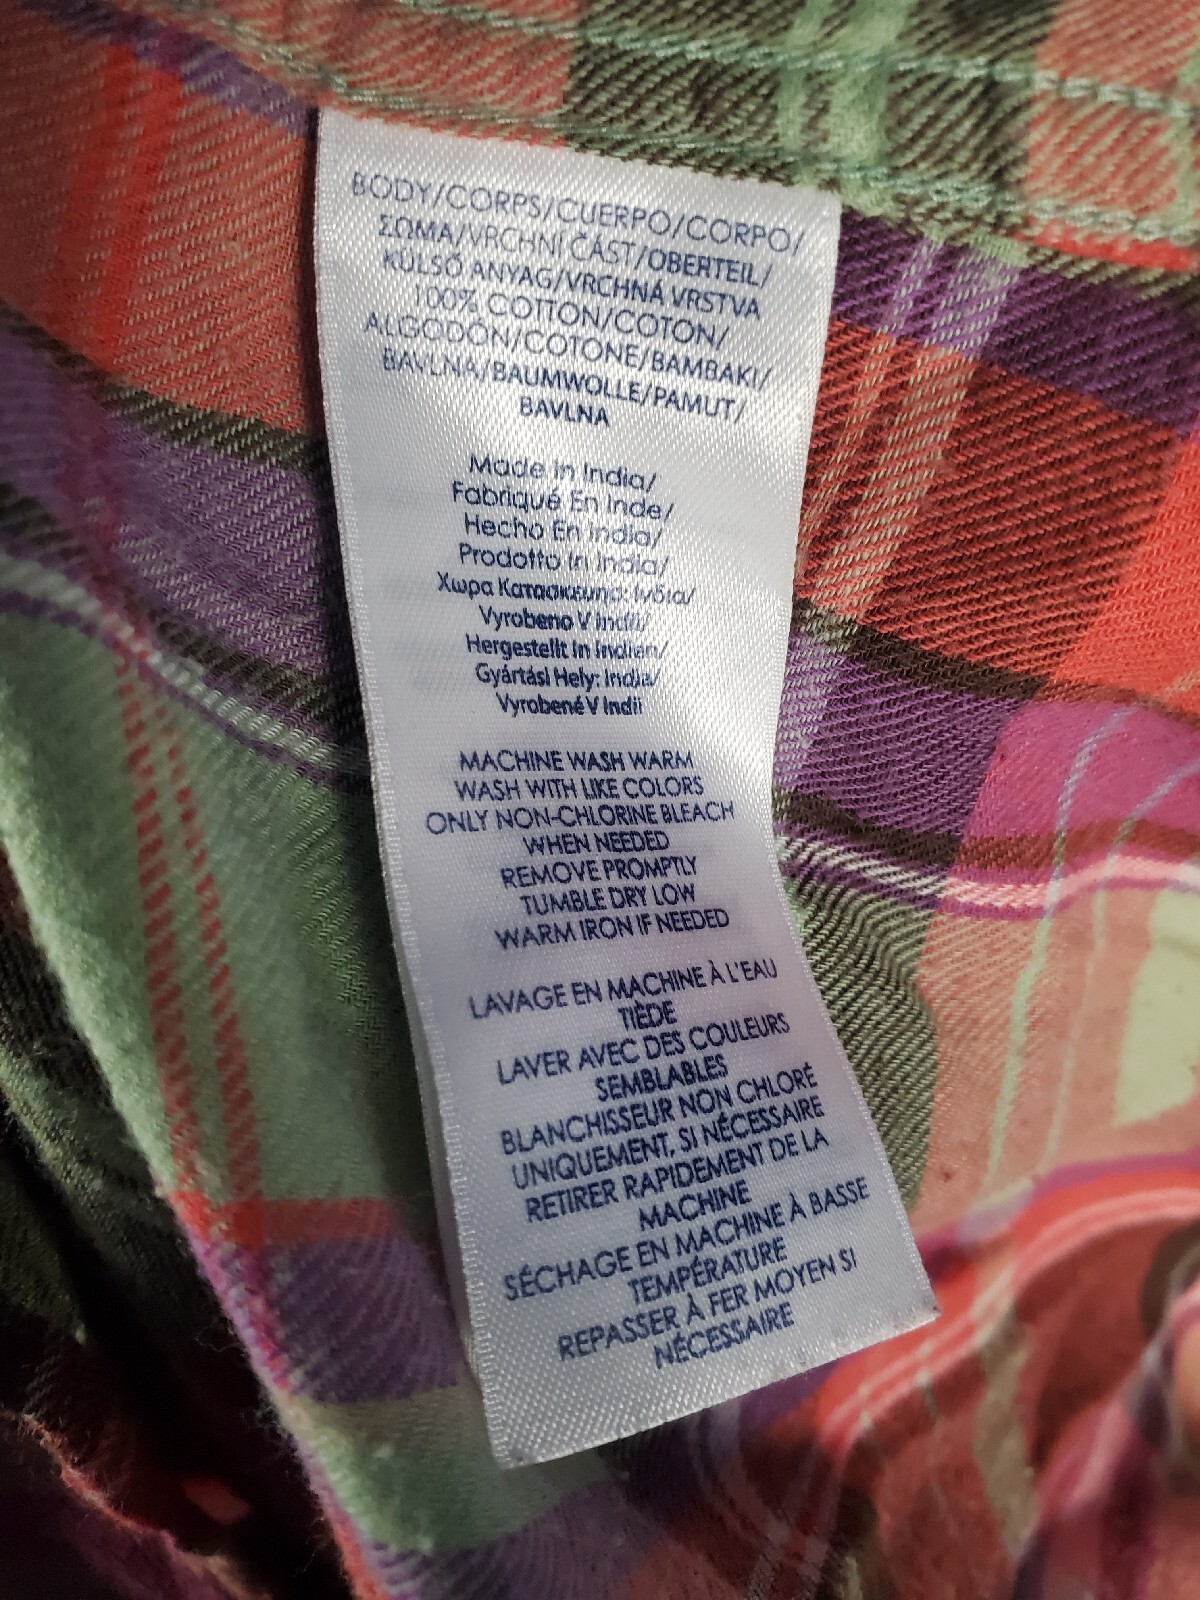 BODY/CORPS/CUERPO/CORPO/
ΣΩΜΑ/VRCHNÍ ČÁST/OBERTEIL/
KÜLSŐ ANYAG/VRCHNÁ VRSTVA
100% COTTON/COTON/
ALGODÓN/COTONE/BAMBAKI/
BAVLNA/BAUMWOLLE/PAMUT/
BAVLNA
Made In India/
Fabriqué En Inde/
Hecho En India/
Prodotto In India/
Χωρα Κατασκευης: Ινδια/
Vyrobeno V Indii/
Hergestellt In Indien/
Gyártási Hely: India/
Vyrobené V Indii
MACHINE WASH WARM
WASH WITH LIKE COLORS
ONLY NON-CHLORINE BLEACH
WHEN NEEDED
REMOVE PROMPTLY
TUMBLE DRY LOW
WARM IRON IF NEEDED
LAVAGE EN MACHINE À L'EAU
TIÈDE
LAVER AVEC DES COULEURS
SEMBLABLES
BLANCHISSEUR NON CHLORÉ
UNIQUEMENT, SI NÉCESSAIRE
RETIRER RAPIDEMENT DE LA
MACHINE
SÉCHAGE EN MACHINE À BASSE
TEMPÉRATURE
REPASSER À FER MOYEN SI
NÉCESSAIRE